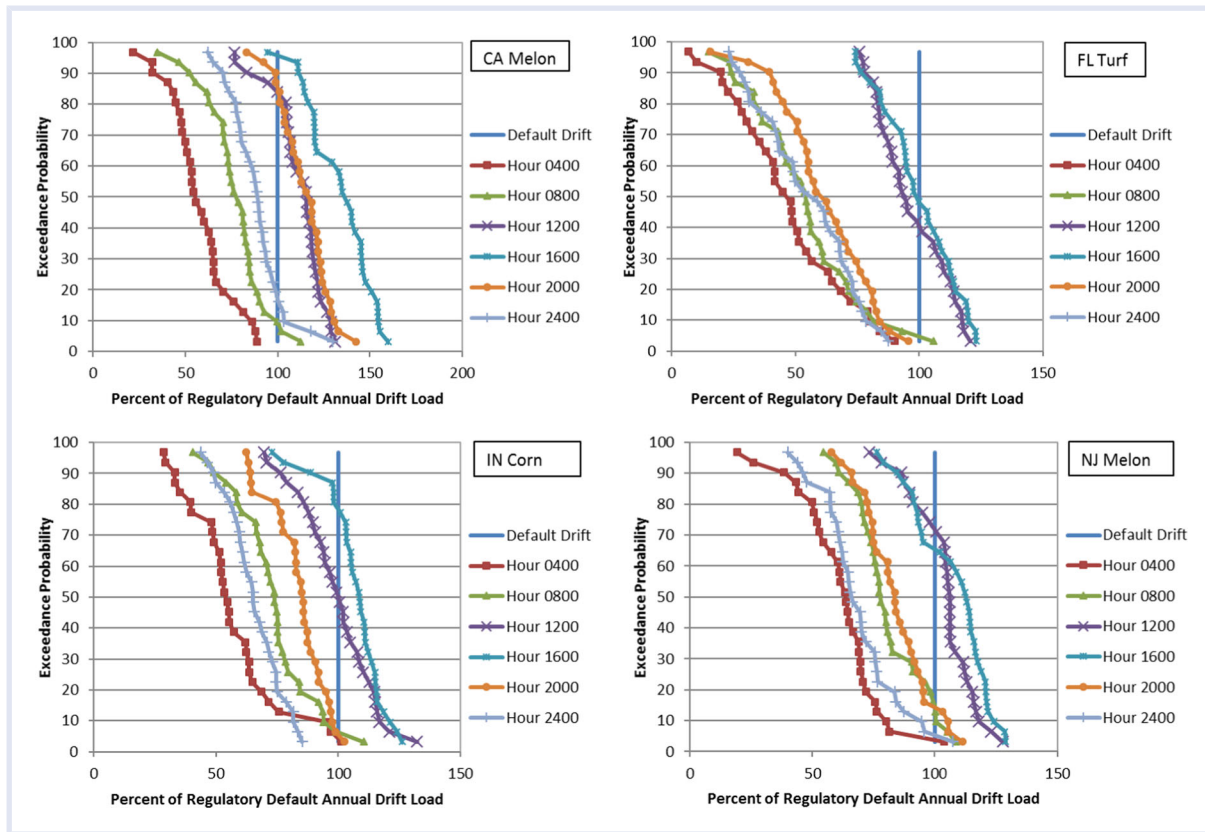 CA Melon
Exceedance Probability
100
90
80
70
60
50
40
30
20
10
0
0 50 100 150 200
Percent of Regulatory Default Annual Drift Load
Default Drift
Hour 0400
Hour 0800
Hour 1200
Hour 1600
Hour 2000
Hour 2400
FL Turf
Exceedance Probability
100
90
80
70
60
50
40
30
20
10
0
0 50 100 150
Percent of Regulatory Default Annual Drift Load
Default Drift
Hour 0400
Hour 0800
Hour 1200
Hour 1600
Hour 2000
Hour 2400
IN Corn
Exceedance Probability
100
90
80
70
60
50
40
30
20
10
0
0 50 100 150
Percent of Regulatory Default Annual Drift Load
Default Drift
Hour 0400
Hour 0800
Hour 1200
Hour 1600
Hour 2000
Hour 2400
NJ Melon
Exceedance Probability
100
90
80
70
60
50
40
30
20
10
0
0 50 100 150
Percent of Regulatory Default Annual Drift Load
Default Drift
Hour 0400
Hour 0800
Hour 1200
Hour 1600
Hour 2000
Hour 2400